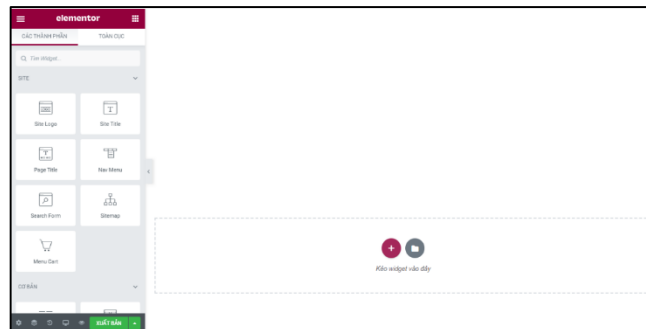 elementor
CÁC THÀNH PHẦN TOÀN CỤC
Tìm Widget...
SITE
Site Logo Site Title
Page Title Nav Menu
Search Form Sitemap
Menu Cart
CƠ BẢN
XUẤT BẢN
Kéo widget vào đây